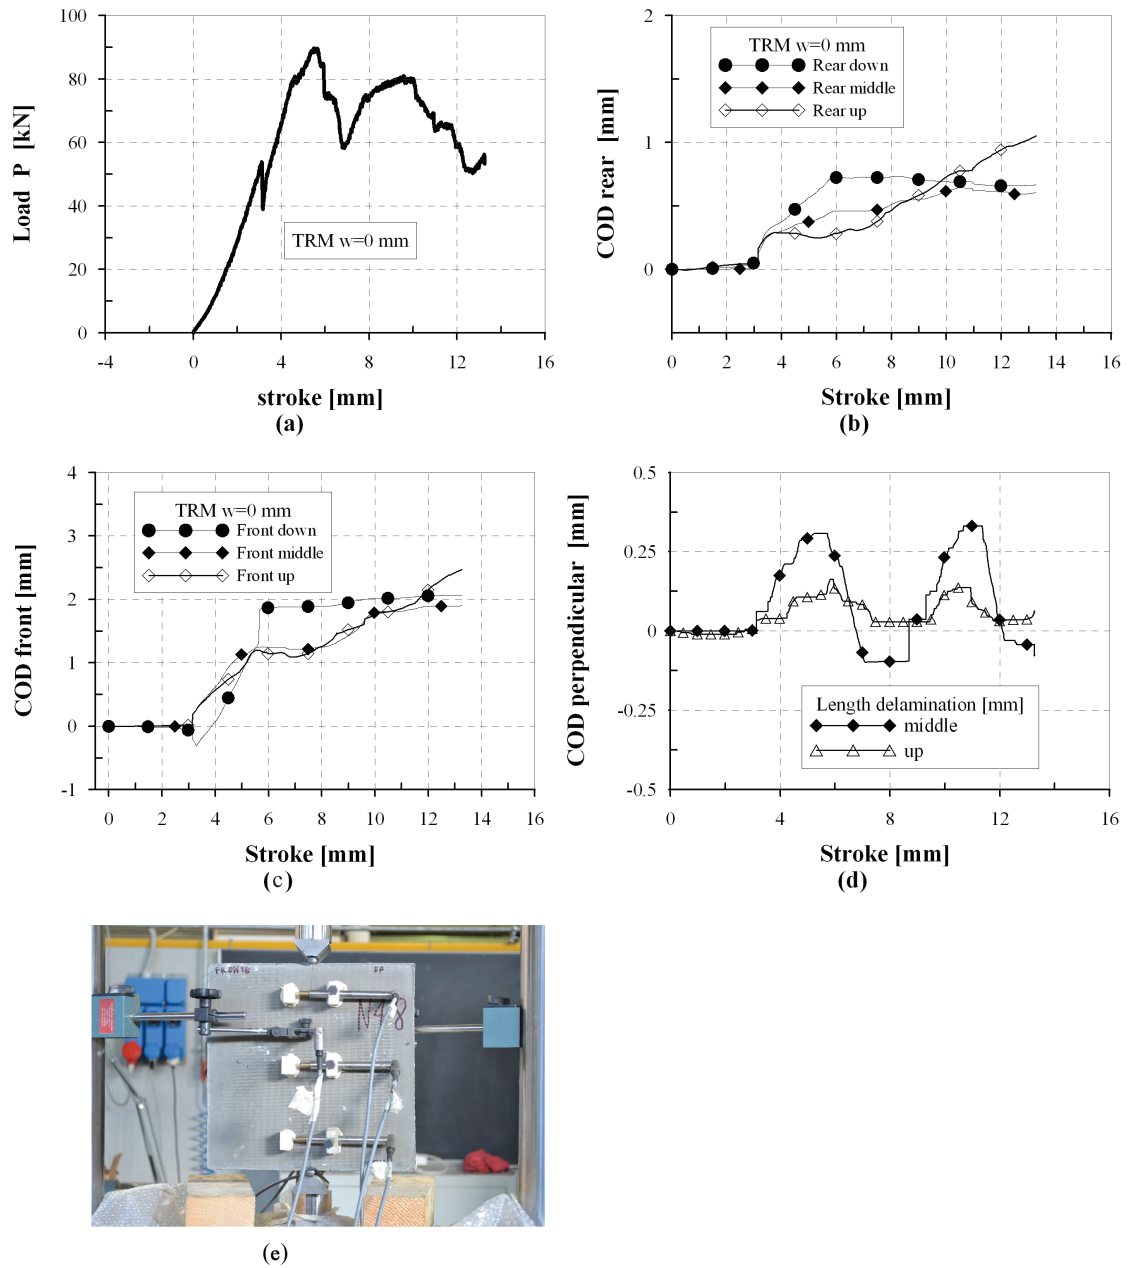 100
80
60
40
20
0
-4
0
4
8
12
16
Load P [kN]
TRM w=0 mm
stroke [mm]
(a)
2
1
0
0
2
4
6
8
10
12
14
16
COD rear [mm]
TRM w=0 mm
Rear down
Rear middle
Rear up
Stroke [mm]
(b)
4
3
2
1
0
-1
0
2
4
6
8
10
12
14
16
COD front [mm]
TRM w=0 mm
Front down
Front middle
Front up
Stroke [mm]
(c)
0.5
0.25
0
-0.25
-0.5
0
4
8
12
16
COD perpendicular [mm]
Length delamination [mm]
middle
up
Stroke [mm]
(d)
FRONTE
(e)